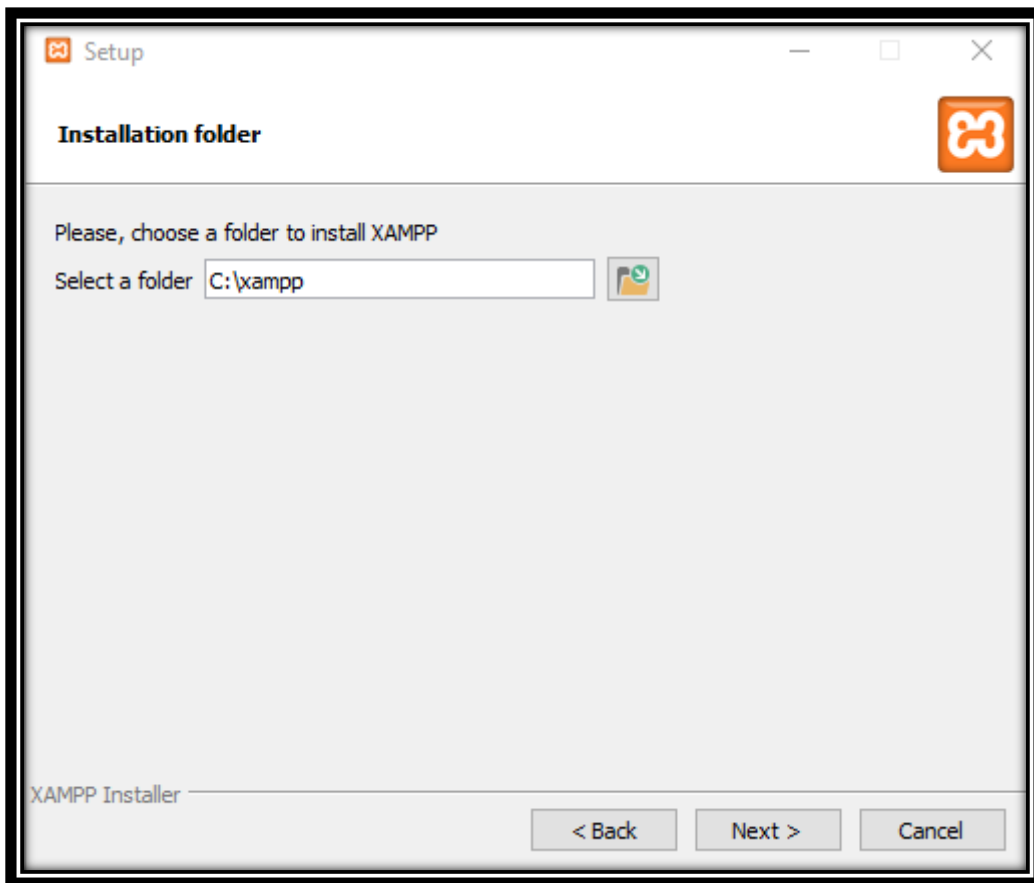 Setup
Installation folder
Please, choose a folder to install XAMPP
Select a folder C:\xampp
XAMPP Installer
< Back Next > Cancel